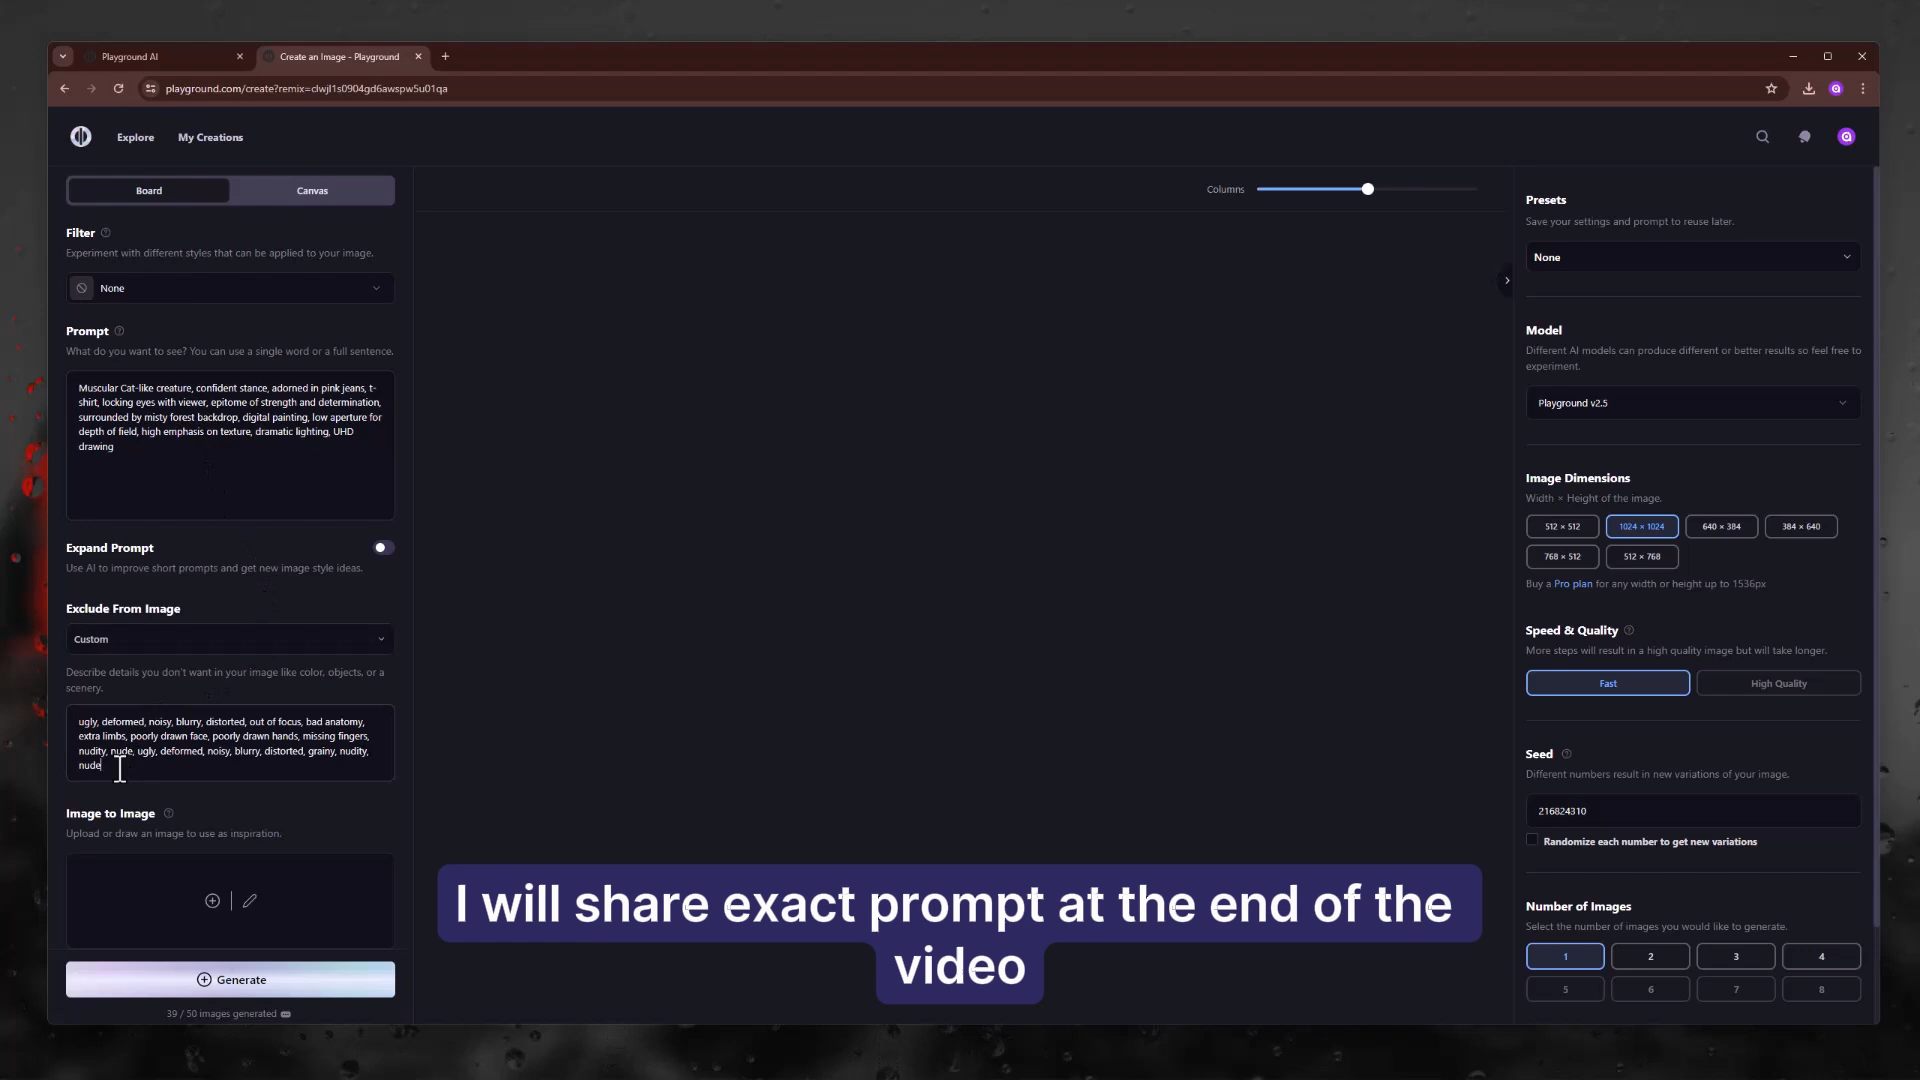 Playground AI
Create an Image - Playground
playground.com/create?remix=clwjl1s0904gd6awspw5u01qa
Explore
My Creations
Board
Canvas
Filter
Experiment with different styles that can be applied to your image.
None
Prompt
What do you want to see? You can use a single word or a full sentence.
Muscular Cat-like creature, confident stance, adorned in pink jeans, t-
shirt, locking eyes with viewer, epitome of strength and determination,
surrounded by misty forest backdrop, digital painting, low aperture for
depth of field, high emphasis on texture, dramatic lighting, UHD
drawing
Expand Prompt
Use AI to improve short prompts and get new image style ideas.
Exclude From Image
Custom
Describe details you don't want in your image like color, objects, or a
scenery.
ugly, deformed, noisy, blurry, distorted, out of focus, bad anatomy,
extra limbs, poorly drawn face, poorly drawn hands, missing fingers,
nudity, nude, ugly, deformed, noisy, blurry, distorted, grainy, nudity,
nude
Image to Image
Upload or draw an image to use as inspiration.
Generate
39 / 50 images generated
Columns
I will share exact prompt at the end of the
video
Presets
Save your settings and prompt to reuse later.
None
Model
Different AI models can produce different or better results so feel free to
experiment.
Playground v2.5
Image Dimensions
Width × Height of the image.
512 × 512
1024 × 1024
640 × 384
384 × 640
768 × 512
512 × 768
Buy a Pro plan for any width or height up to 1536px
Speed & Quality
More steps will result in a high quality image but will take longer.
Fast
High Quality
Seed
Different numbers result in new variations of your image.
216824310
Randomize each number to get new variations
Number of Images
Select the number of images you would like to generate.
1
2
3
4
5
6
7
8